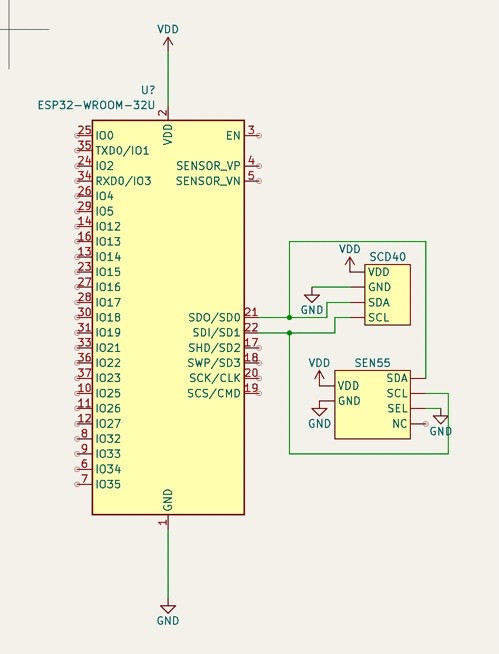 VDD
U?
ESP32-WROOM-32U
2
VDD
25 IO0 EN 3
35 TXD0/IO1
24 IO2 SENSOR_VP 4
34 RXD0/IO3 SENSOR_VN 5
26 IO4
29 IO5
14 IO12
16 IO13
13 IO14
23 IO15
27 IO16
28 IO17
30 IO18 SDO/SD0 21
31 IO19 SDI/SD1 22
33 IO21 SHD/SD2 17
36 IO22 SWP/SD3 18
37 IO23 SCK/CLK 20
10 IO25 SCS/CMD 19
11 IO26
12 IO27
8 IO32
9 IO33
6 IO34
7 IO35
GND
1
GND
VDD SCD40
VDD
GND
GND
SDA
SCL
VDD SEN55
SDA
VDD
SCL
GND
SEL
GND
NC
GND